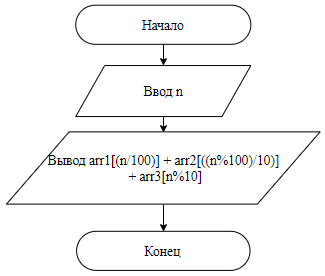 Начало
Ввод n
Вывод arr1[(n/100)] + arr2[((n%100)/10)]
+ arr3[n%10]
Конец